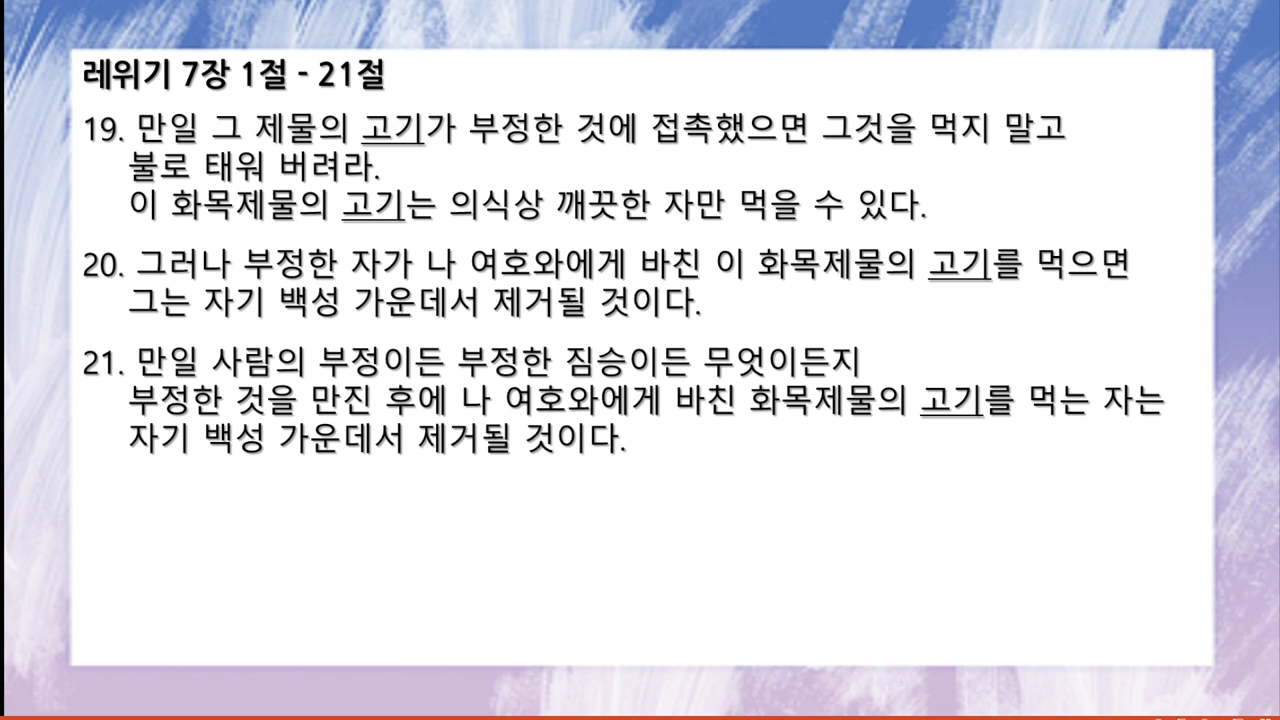 레위기 7장 1절 - 21절
19. 만일 그 제물의 고기가 부정한 것에 접촉했으면 그것을 먹지 말고
불로 태워 버려라.
이 화목제물의 고기는 의식상 깨끗한 자만 먹을 수 있다.
20. 그러나 부정한 자가 나 여호와에게 바친 이 화목제물의 고기를 먹으면
그는 자기 백성 가운데서 제거될 것이다.
21. 만일 사람의 부정이든 부정한 짐승이든 무엇이든지
부정한 것을 만진 후에 나 여호와에게 바친 화목제물의 고기를 먹는 자는
자기 백성 가운데서 제거될 것이다.